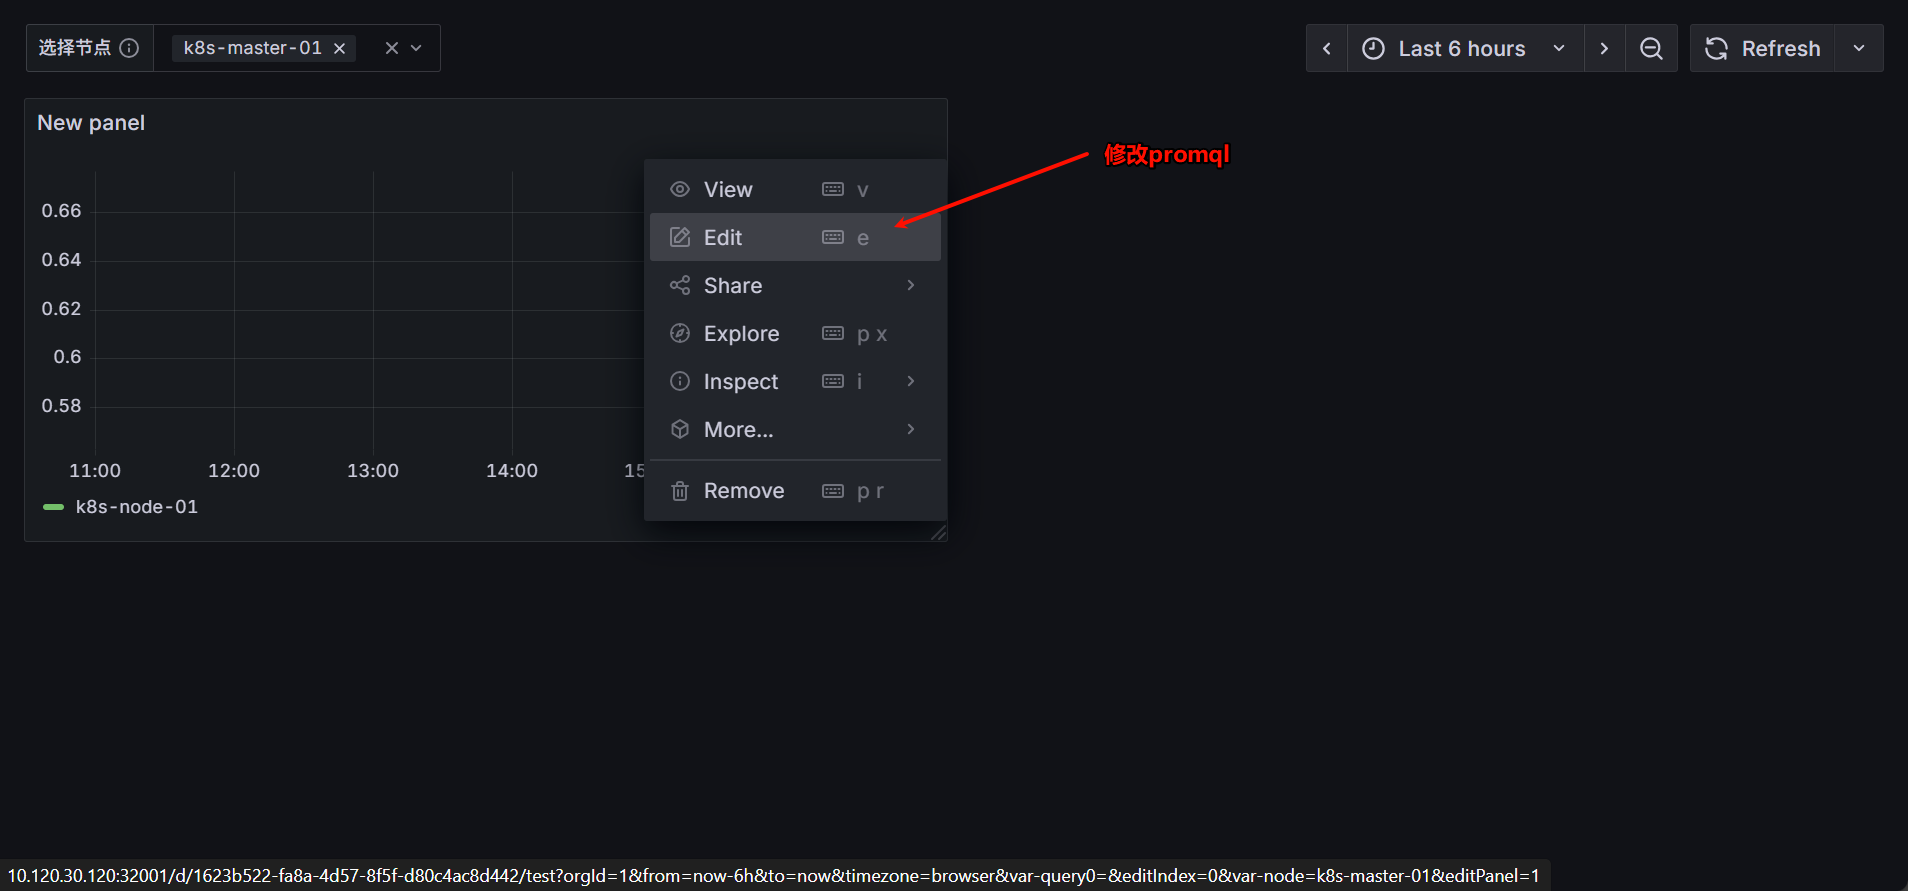 选择节点 k8s-master-01
Last 6 hours
Refresh
New panel
修改promql
View v
Edit e
Share
Explore p x
Inspect i
More...
Remove p r
0.66
0.64
0.62
0.6
0.58
11:00 12:00 13:00 14:00 15
k8s-node-01
10.120.30.120:32001/d/1623b522-fa8a-4d57-8f5f-d80c4ac8d442/test?orgId=1&from=now-6h&to=now&timezone=browser&var-query0=&editIndex=0&var-node=k8s-master-01&editPanel=1